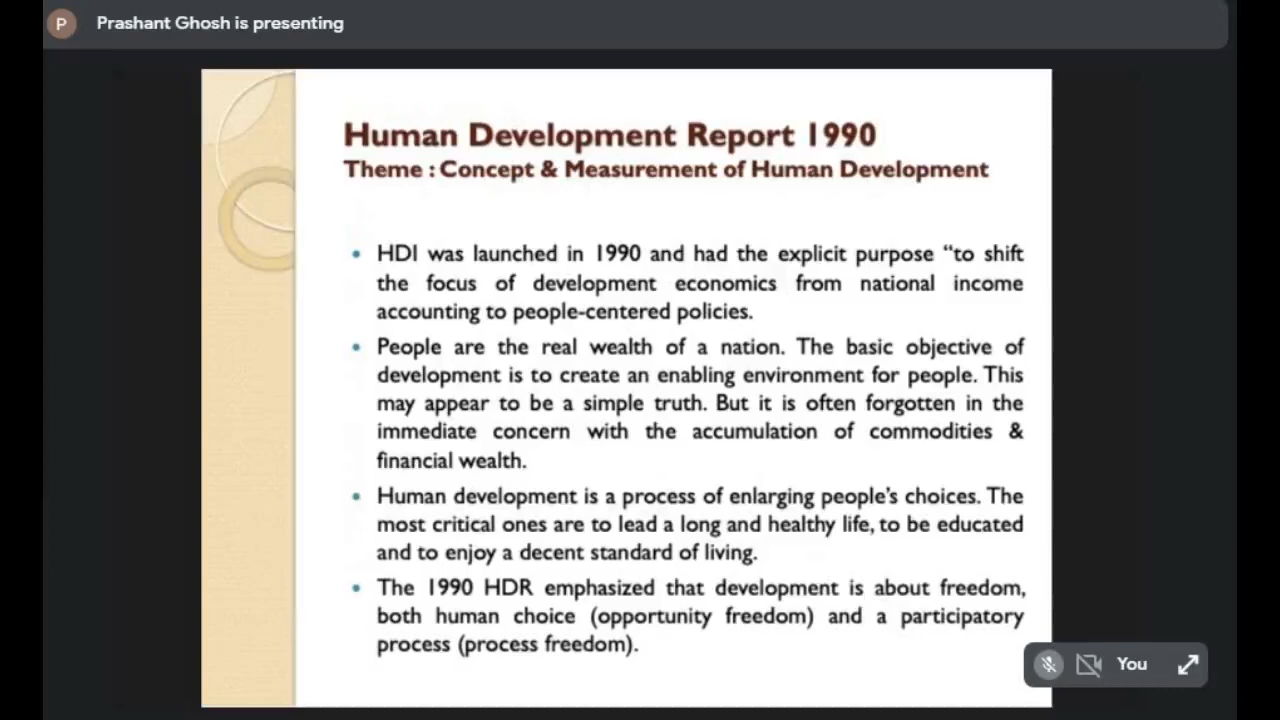 P
Prashant Ghosh is presenting
Human Development Report 1990
Theme : Concept & Measurement of Human Development
• HDI was launched in 1990 and had the explicit purpose “to shift
the focus of development economics from national income
accounting to people-centered policies.
• People are the real wealth of a nation. The basic objective of
development is to create an enabling environment for people. This
may appear to be a simple truth. But it is often forgotten in the
immediate concern with the accumulation of commodities &
financial wealth.
• Human development is a process of enlarging people’s choices. The
most critical ones are to lead a long and healthy life, to be educated
and to enjoy a decent standard of living.
• The 1990 HDR emphasized that development is about freedom,
both human choice (opportunity freedom) and a participatory
process (process freedom).
You